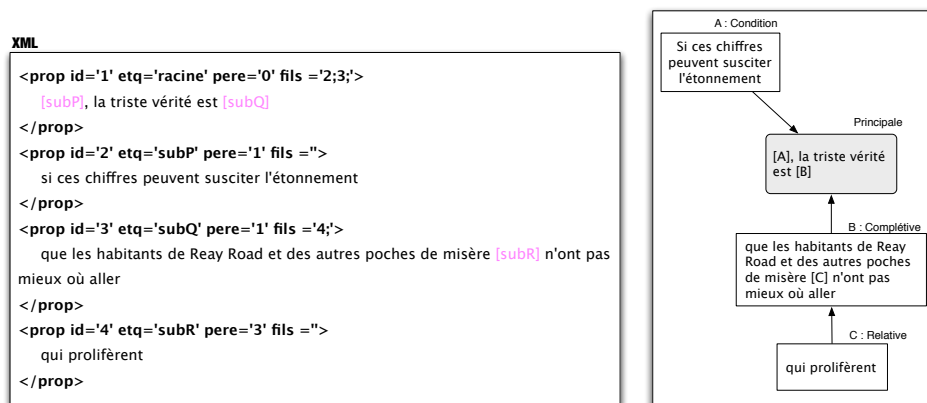 XML
<prop id='1' etq='racine' pere='0' fils ='2;3;'>
[subP], la triste vérité est [subQ]
</prop>
<prop id='2' etq='subP' pere='1' fils =''>
si ces chiffres peuvent susciter l'étonnement
</prop>
<prop id='3' etq='subQ' pere='1' fils ='4;'>
que les habitants de Reay Road et des autres poches de misère [subR] n'ont pas
mieux où aller
</prop>
<prop id='4' etq='subR' pere='3' fils =''>
qui prolifèrent
</prop>
A : Condition
Si ces chiffres
peuvent susciter
l'étonnement
Principale
[A], la triste vérité
est [B]
B : Complétive
que les habitants de Reay
Road et des autres poches
de misère [C] n'ont pas
mieux où aller
C : Relative
qui prolifèrent